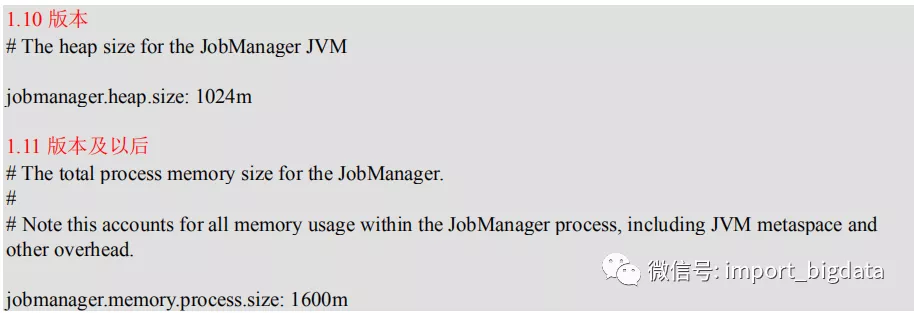 1.10 版本
# The heap size for the JobManager JVM
jobmanager.heap.size: 1024m
1.11 版本及以后
# The total process memory size for the JobManager.
#
# Note this accounts for all memory usage within the JobManager process, including JVM metaspace and
other overhead.
微信号: import_bigdata
jobmanager.memory.process.size: 1600m